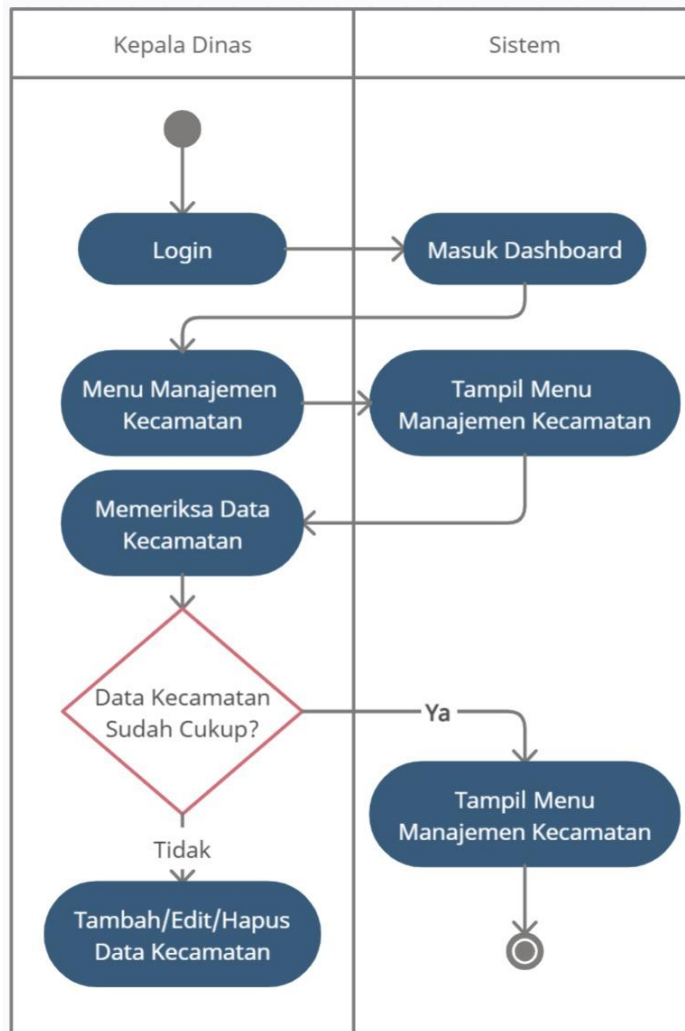 Kepala Dinas
Sistem
Login
Masuk Dashboard
Menu Manajemen
Kecamatan
Tampil Menu
Manajemen Kecamatan
Memeriksa Data
Kecamatan
Data Kecamatan
Sudah Cukup?
Ya
Tampil Menu
Manajemen Kecamatan
Tidak
Tambah/Edit/Hapus
Data Kecamatan